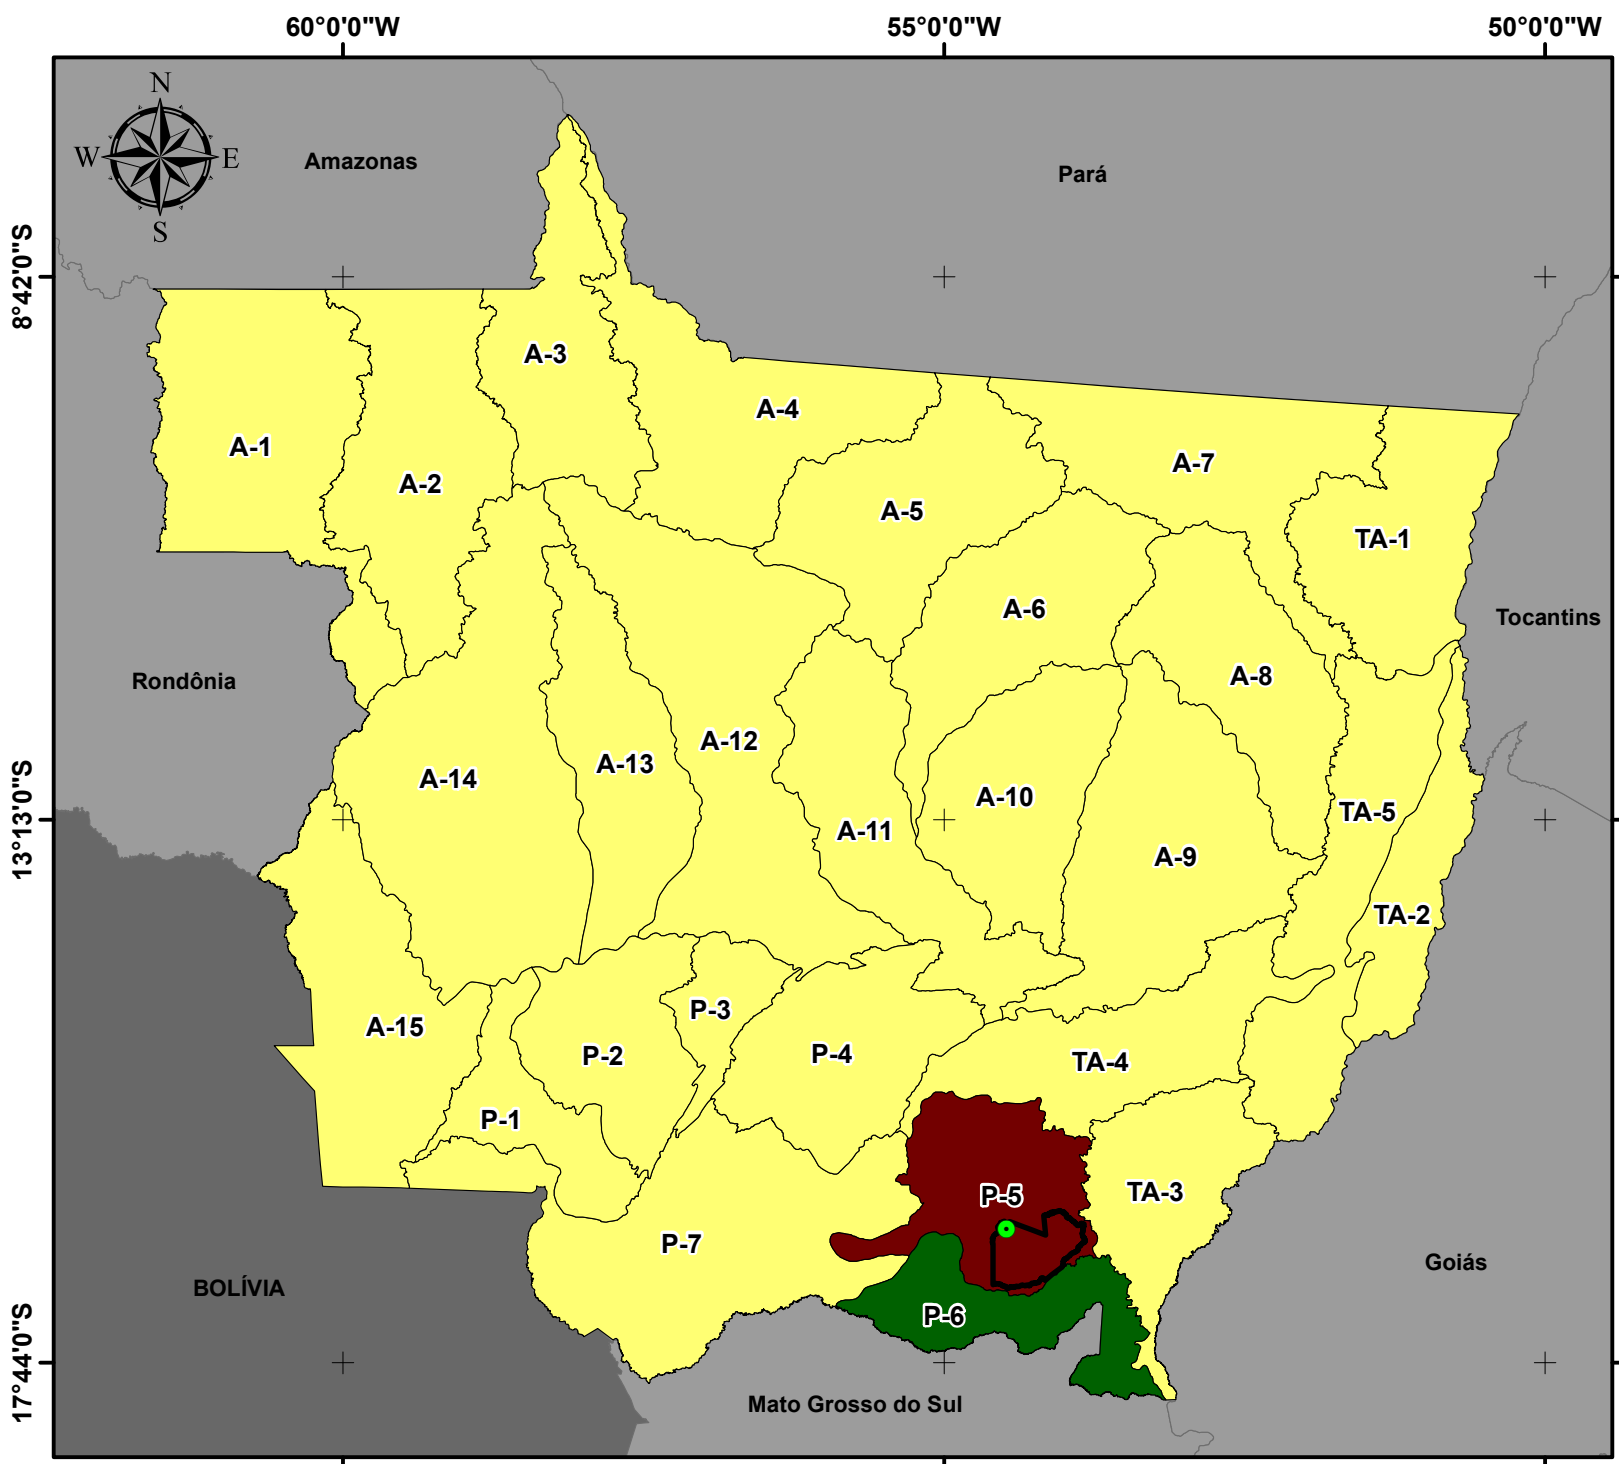 60°0'0"W
55°0'0"W
50°0'0"W
N
W
E
S
Amazonas
Pará
8°42'0"S
A-3
A-4
A-1
A-7
A-2
A-5
TA-1
A-6
Tocantins
Rondônia
A-8
A-12
A-13
A-14
A-10
TA-5
13°13'0"S
A-11
A-9
TA-2
P-3
A-15
P-2
P-4
TA-4
P-1
TA-3
P-5
P-7
Goiás
BOLÍVIA
P-6
17°44'0"S
Mato Grosso do Sul